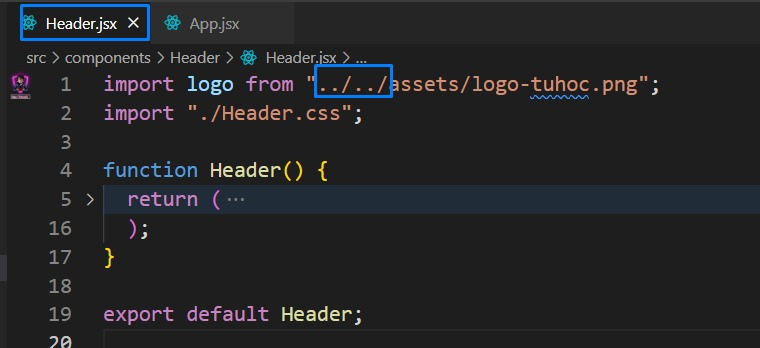 Header.jsx × App.jsx
src > components > Header > Header.jsx > ...
1 import logo from "../../assets/logo-tuhoc.png";
2 import "./Header.css";
3
4 function Header() {
5 > return ( ...
16 );
17 }
18
19 export default Header;
20